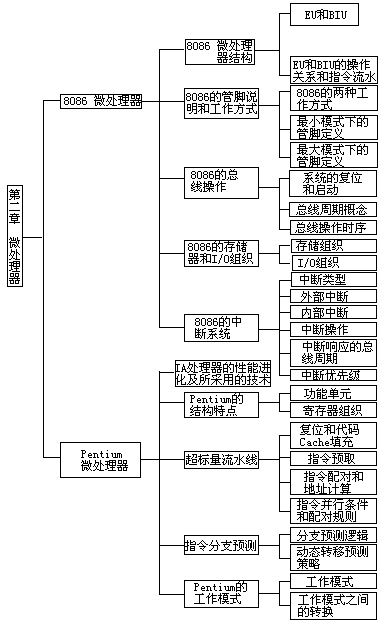 第二章 微处理器
8086 微处理器
8086 微处理
器结构
EU和BIU
EU和BIU的操作
关系和指令流水
8086的管脚说
明和工作方式
8086的两种工
作方式
最小模式下的
管脚定义
最大模式下的
管脚定义
8086的总
线操作
系统的复位
和启动
总线周期概念
总线操作时序
8086的存储
器和I/O组织
存储组织
I/O组织
8086的中
断系统
中断类型
外部中断
内部中断
中断操作
中断响应的总
线周期
中断优先级
Pentium
微处理器
IA处理器的性能进
化及所采用的技术
Pentium的
结构特点
功能单元
寄存器组织
超标量流水线
复位和代码
Cache填充
指令预取
指令配对和
地址计算
指令并行条件
和配对规则
指令分支预测
分支预测逻辑
动态转移预测
策略
Pentium的
工作模式
工作模式
工作模式之间
的转换